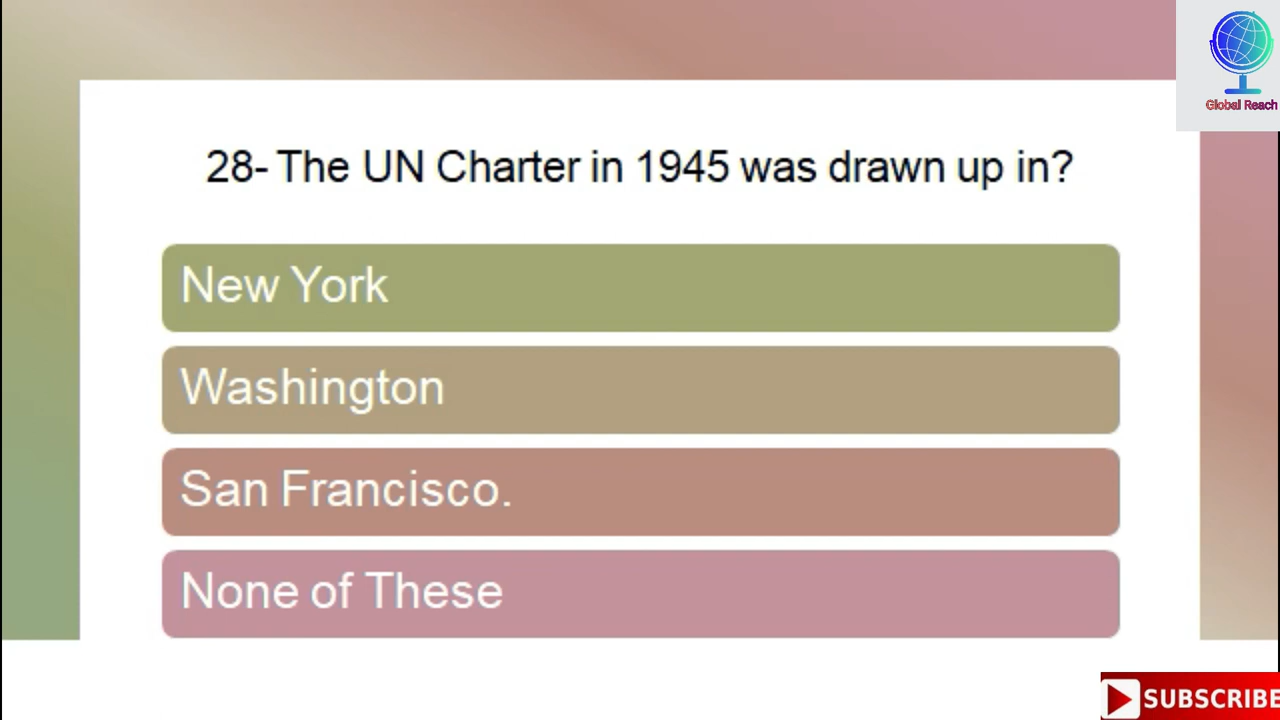 Global Reach
28- The UN Charter in 1945 was drawn up in?
New York
Washington
San Francisco.
None of These
SUBSCRIBE